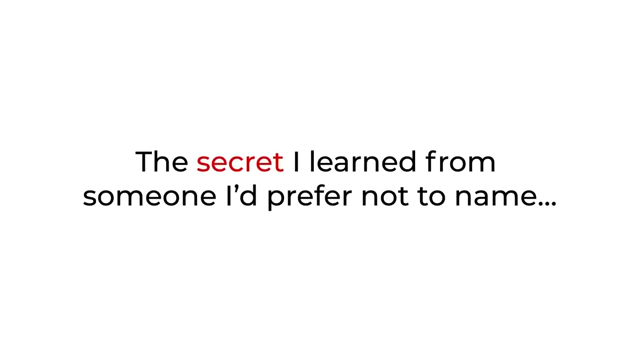 The secret I learned from
someone I’d prefer not to name...